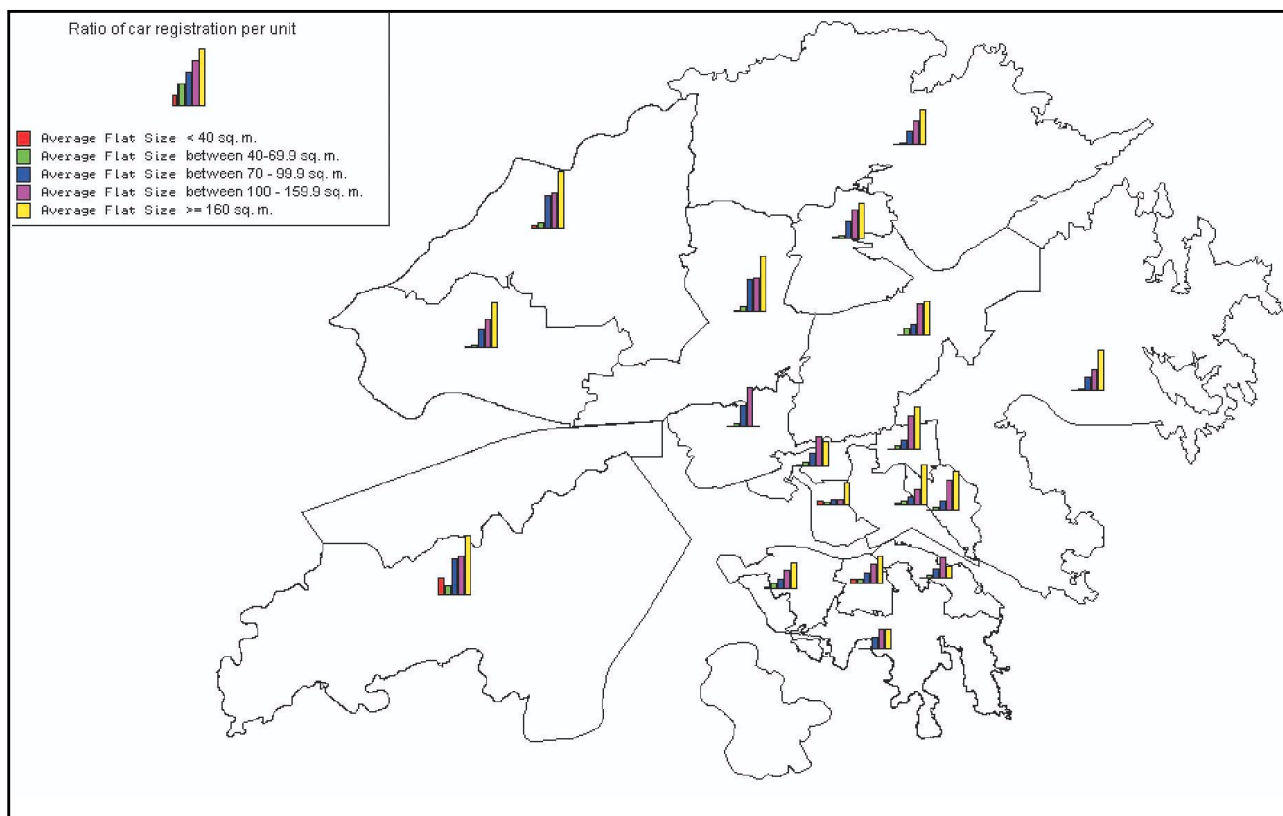 Ratio of car registration per unit
Average Flat Size < 40 sq. m.
Average Flat Size between 40-69.9 sq. m.
Average Flat Size between 70 - 99.9 sq. m.
Average Flat Size between 100 - 159.9 sq. m.
Average Flat Size >= 160 sq. m.